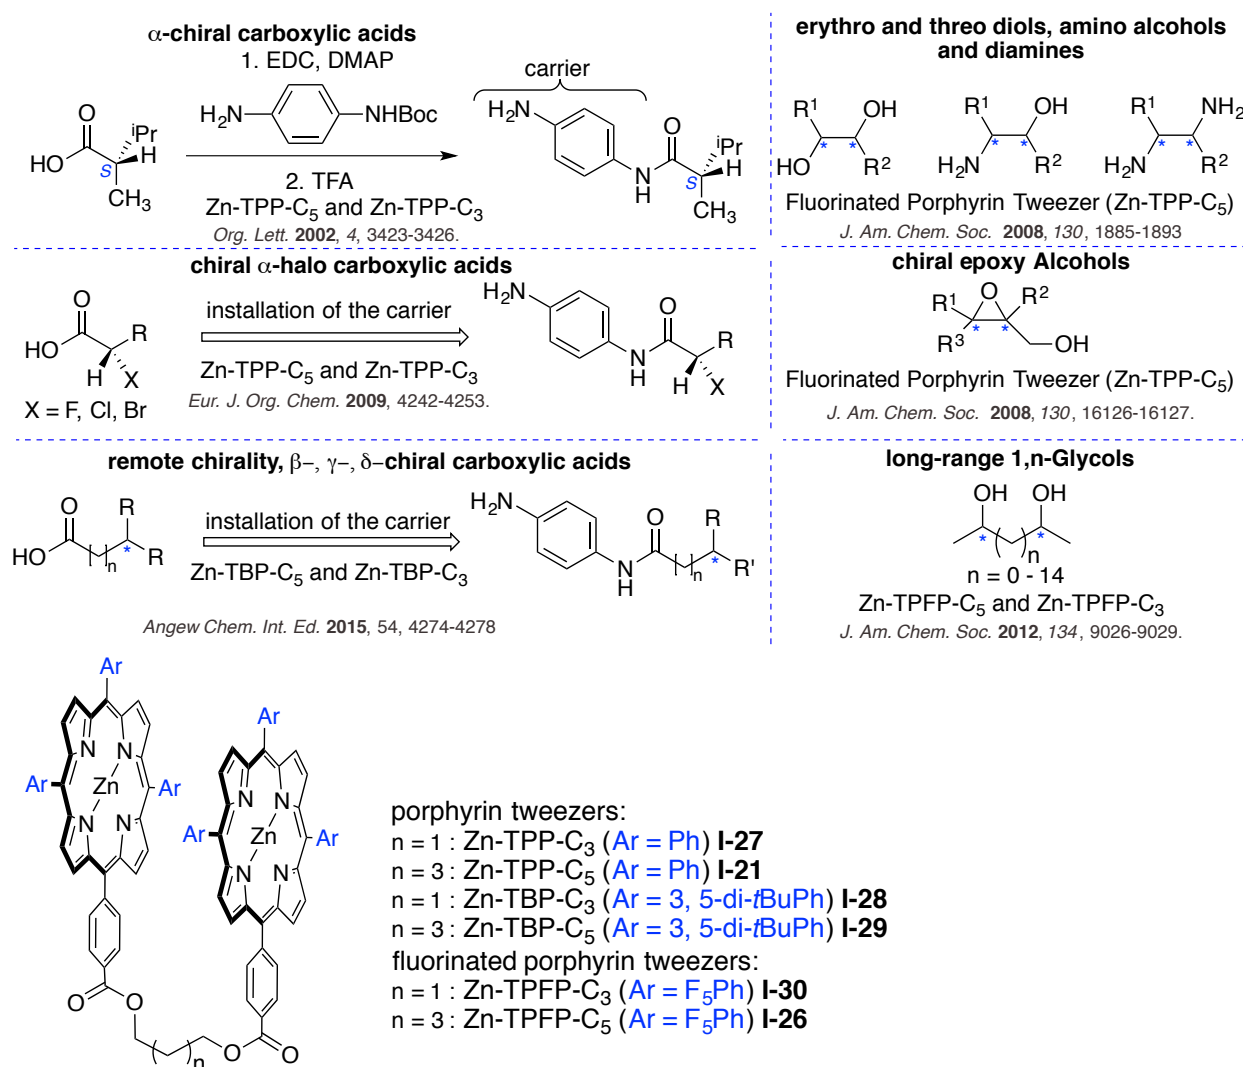 α-chiral carboxylic acids
1. EDC, DMAP
H₂N
NHBoc
2. TFA
Zn-TPP-C₅ and Zn-TPP-C₃
Org. Lett. 2002, 4, 3423-3426.
O
HO
ⁱPr
H
S
CH₃
carrier
H₂N
O
N
H
ⁱPr
H
S
CH₃
erythro and threo diols, amino alcohols
and diamines
R¹ OH
HO R²
* *
R¹ OH
H₂N R²
* *
R¹ NH₂
H₂N R²
* *
Fluorinated Porphyrin Tweezer (Zn-TPP-C₅)
J. Am. Chem. Soc. 2008, 130, 1885-1893
chiral α-halo carboxylic acids
O
HO
R
H
X
X = F, Cl, Br
installation of the carrier
Zn-TPP-C₅ and Zn-TPP-C₃
Eur. J. Org. Chem. 2009, 4242-4253.
H₂N
O
N
H
R
H
X
chiral epoxy Alcohols
R¹ O R²
R³ * * OH
Fluorinated Porphyrin Tweezer (Zn-TPP-C₅)
J. Am. Chem. Soc. 2008, 130, 16126-16127.
remote chirality, β−, γ−, δ−chiral carboxylic acids
O
HO
R
n * R
installation of the carrier
Zn-TBP-C₅ and Zn-TBP-C₃
H₂N
O
N
H
R
n * R'
Angew Chem. Int. Ed. 2015, 54, 4274-4278
long-range 1,n-Glycols
OH OH
* *
n
n = 0 - 14
Zn-TPFP-C₅ and Zn-TPFP-C₃
J. Am. Chem. Soc. 2012, 134, 9026-9029.
Ar
N N
Ar Zn Ar
N N
O
O
Ar
N N
Ar Zn Ar
N N
n
O O
porphyrin tweezers:
n = 1 : Zn-TPP-C₃ (Ar = Ph) I-27
n = 3 : Zn-TPP-C₅ (Ar = Ph) I-21
n = 1 : Zn-TBP-C₃ (Ar = 3, 5-di-tBuPh) I-28
n = 3 : Zn-TBP-C₅ (Ar = 3, 5-di-tBuPh) I-29
fluorinated porphyrin tweezers:
n = 1 : Zn-TPFP-C₃ (Ar = F₅Ph) I-30
n = 3 : Zn-TPFP-C₅ (Ar = F₅Ph) I-26